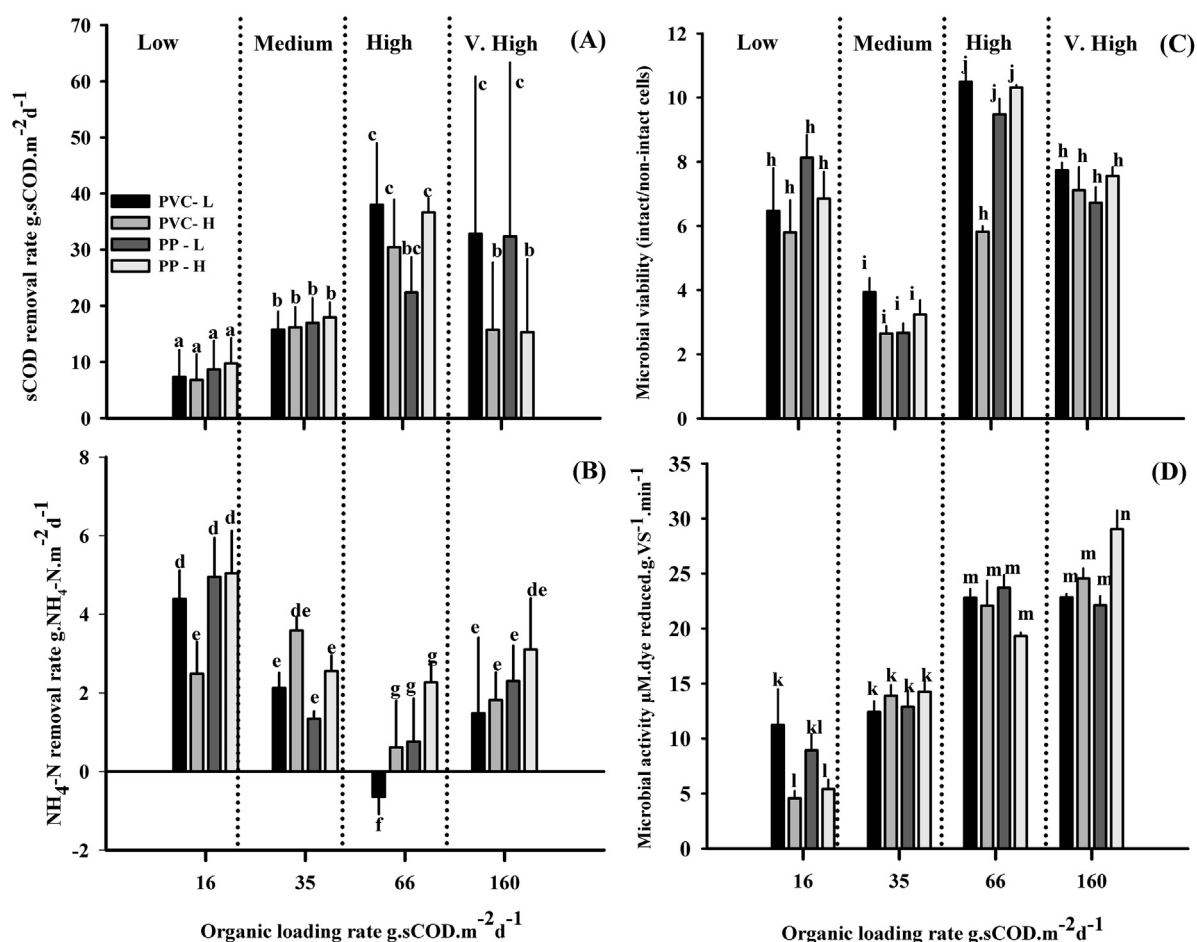 Low Medium High V. High (A)
70
60
50
40
30
20
10
0
sCOD removal rate g.sCOD.m-2d-1
PVC- L
PVC- H
PP - L
PP - H
a a a a b b b b c c bc c c b c b
(B)
8
6
4
2
0
-2
NH4-N removal rate g.NH4-N.m-2d-1
d e d d e de e e f g g g e e e de
16 35 66 160
Organic loading rate g.sCOD.m-2d-1
Low Medium High V. High (C)
12
10
8
6
4
2
0
Microbial viability (intact/non-intact cells)
h h h h i i i i j h j j h h h h
(D)
35
30
25
20
15
10
5
0
Microbial activity µM.dye reduced.g.VS-1.min-1
k l kl l k k k k m m m m m m m n
16 35 66 160
Organic loading rate g.sCOD.m-2d-1